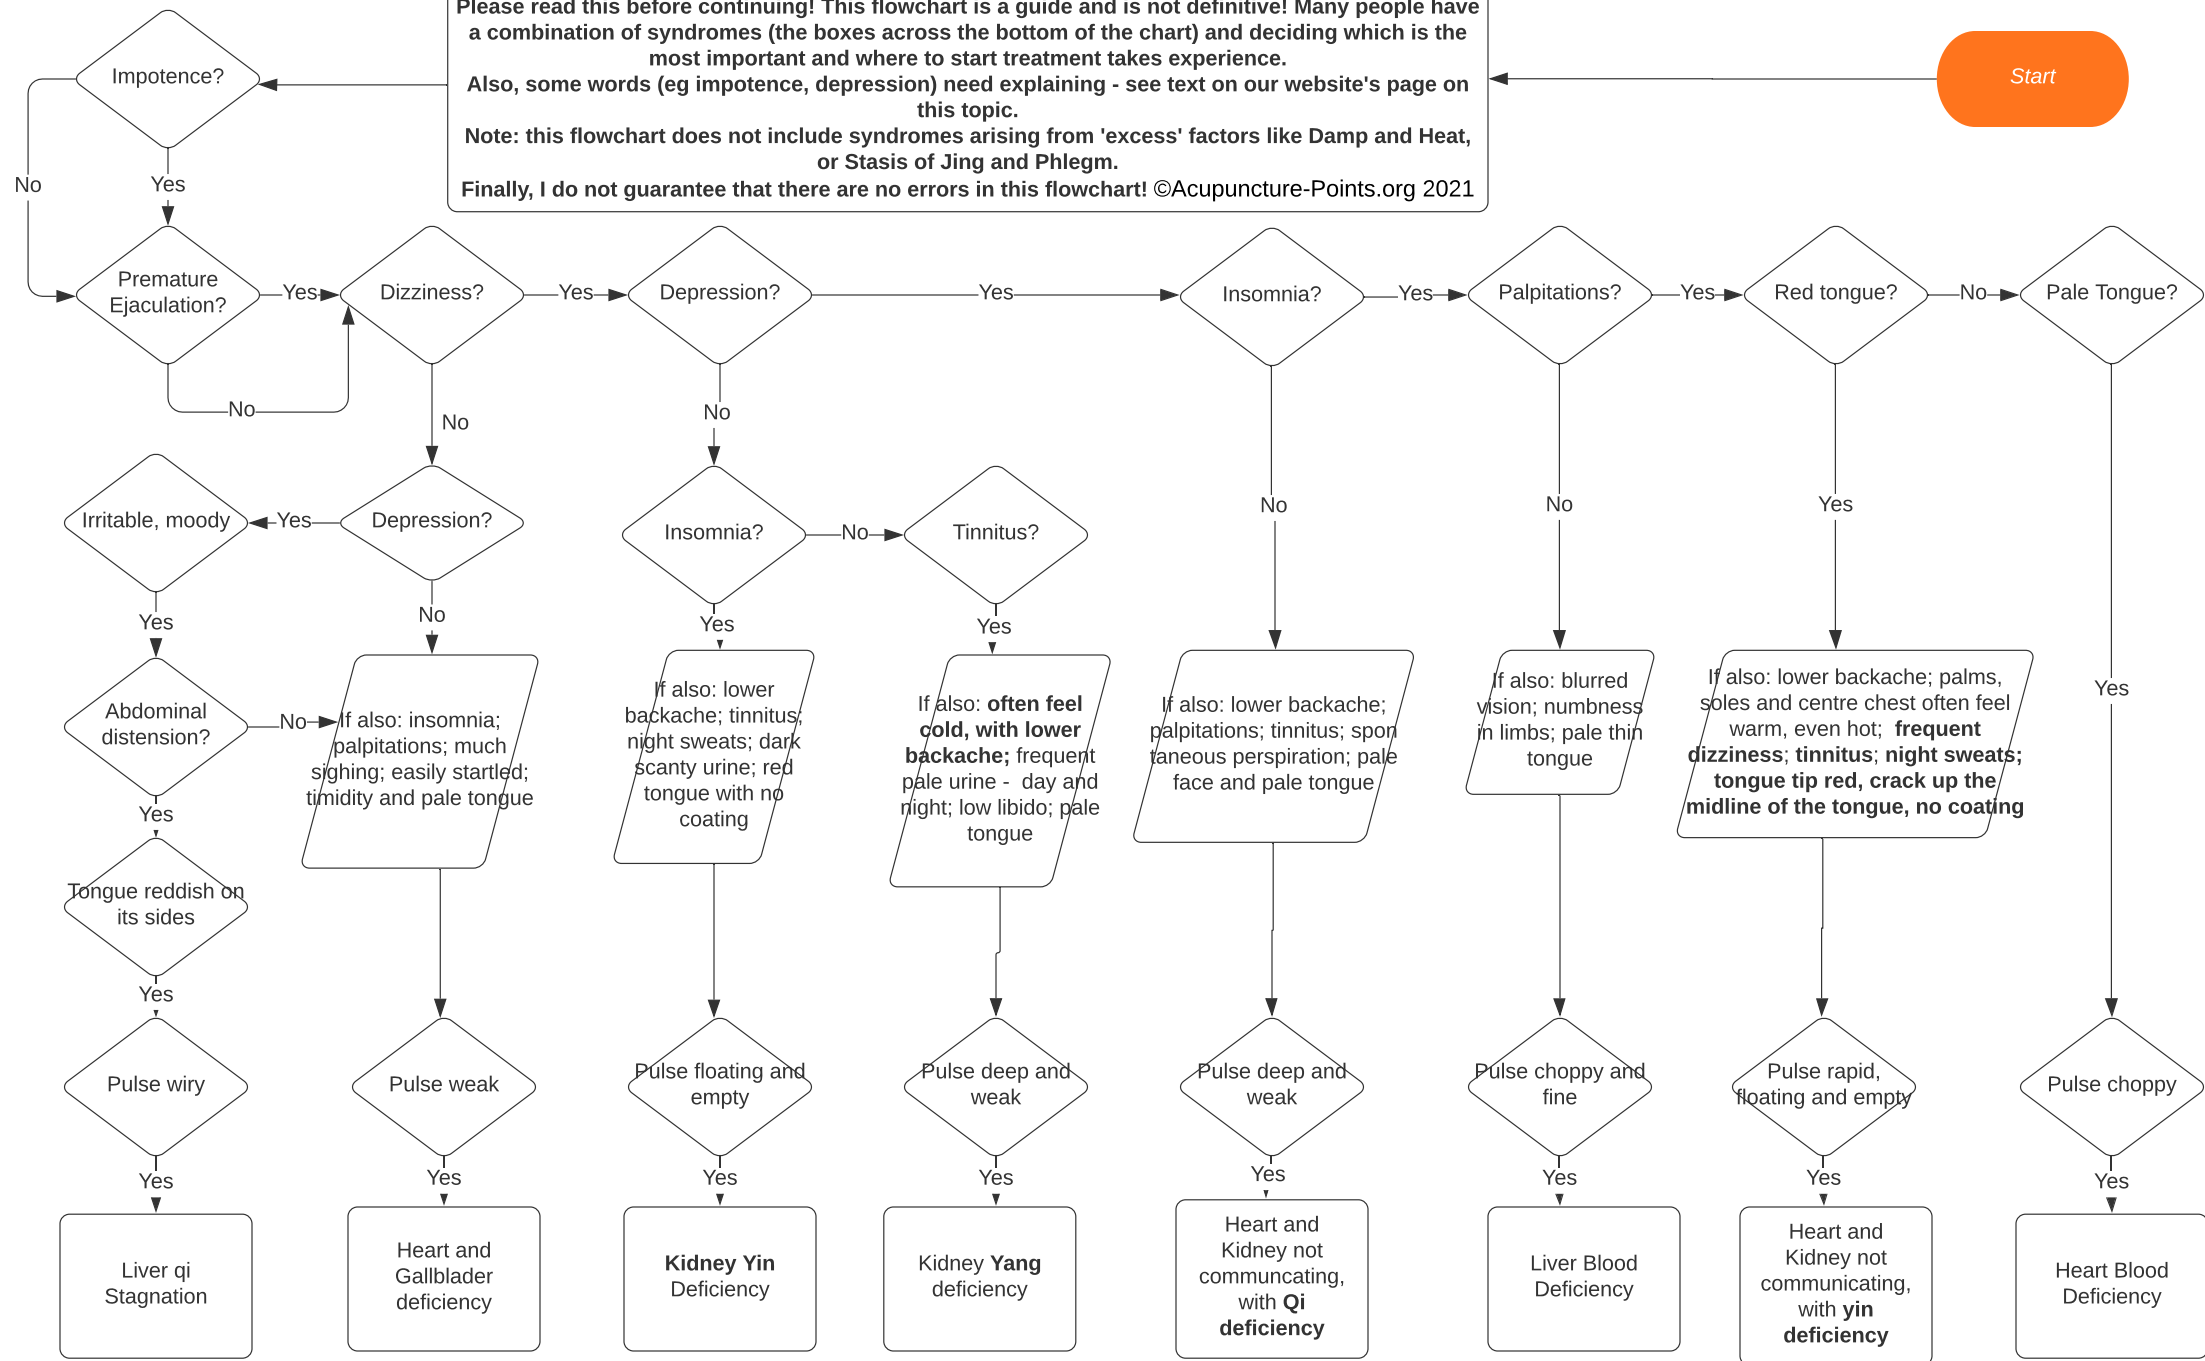 Please read this before continuing! This flowchart is a guide and is not definitive! Many people have
a combination of syndromes (the boxes across the bottom of the chart) and deciding which is the
most important and where to start treatment takes experience.
Also, some words (eg impotence, depression) need explaining - see text on our website's page on
this topic.
Note: this flowchart does not include syndromes arising from 'excess' factors like Damp and Heat,
or Stasis of Jing and Phlegm.
Finally, I do not guarantee that there are no errors in this flowchart! ©Acupuncture-Points.org 2021
Start
Impotence?
No
Yes
Premature
Ejaculation?
Yes
No
Dizziness?
Yes
No
Depression?
Yes
No
Insomnia?
Yes
No
Palpitations?
Yes
No
Red tongue?
No
Yes
Pale Tongue?
Yes
Irritable, moody
Yes
Depression?
Yes
No
Insomnia?
No
Yes
Tinnitus?
Yes
Abdominal
distension?
No
Yes
If also: insomnia;
palpitations; much
sighing; easily startled;
timidity and pale tongue
If also: lower
backache; tinnitus;
night sweats; dark
scanty urine; red
tongue with no
coating
If also: often feel
cold, with lower
backache; frequent
pale urine - day and
night; low libido; pale
tongue
If also: lower backache;
palpitations; tinnitus; spon
taneous perspiration; pale
face and pale tongue
If also: blurred
vision; numbness
in limbs; pale thin
tongue
If also: lower backache; palms,
soles and centre chest often feel
warm, even hot; frequent
dizziness; tinnitus; night sweats;
tongue tip red, crack up the
midline of the tongue, no coating
Tongue reddish on
its sides
Yes
Pulse wiry
Yes
Pulse weak
Yes
Pulse floating and
empty
Yes
Pulse deep and
weak
Yes
Pulse deep and
weak
Yes
Pulse choppy and
fine
Yes
Pulse rapid,
floating and empty
Yes
Pulse choppy
Yes
Liver qi
Stagnation
Heart and
Gallblader
deficiency
Kidney Yin
Deficiency
Kidney Yang
deficiency
Heart and
Kidney not
communcating,
with Qi
deficiency
Liver Blood
Deficiency
Heart and
Kidney not
communicating,
with yin
deficiency
Heart Blood
Deficiency